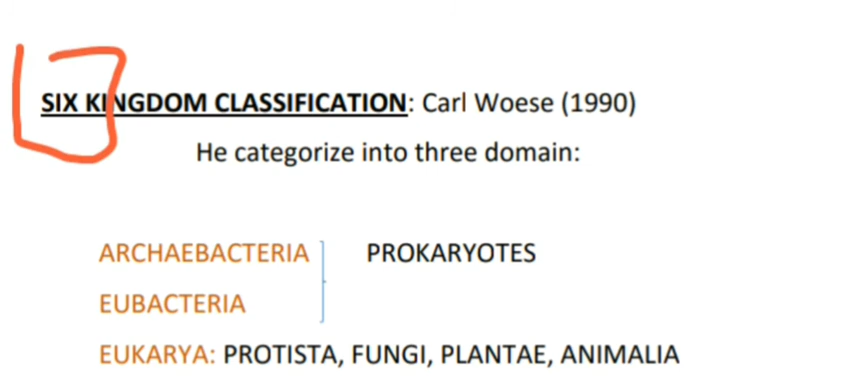 SIX KINGDOM CLASSIFICATION: Carl Woese (1990)
He categorize into three domain:
ARCHAEBACTERIA PROKARYOTES
EUBACTERIA
EUKARYA: PROTISTA, FUNGI, PLANTAE, ANIMALIA